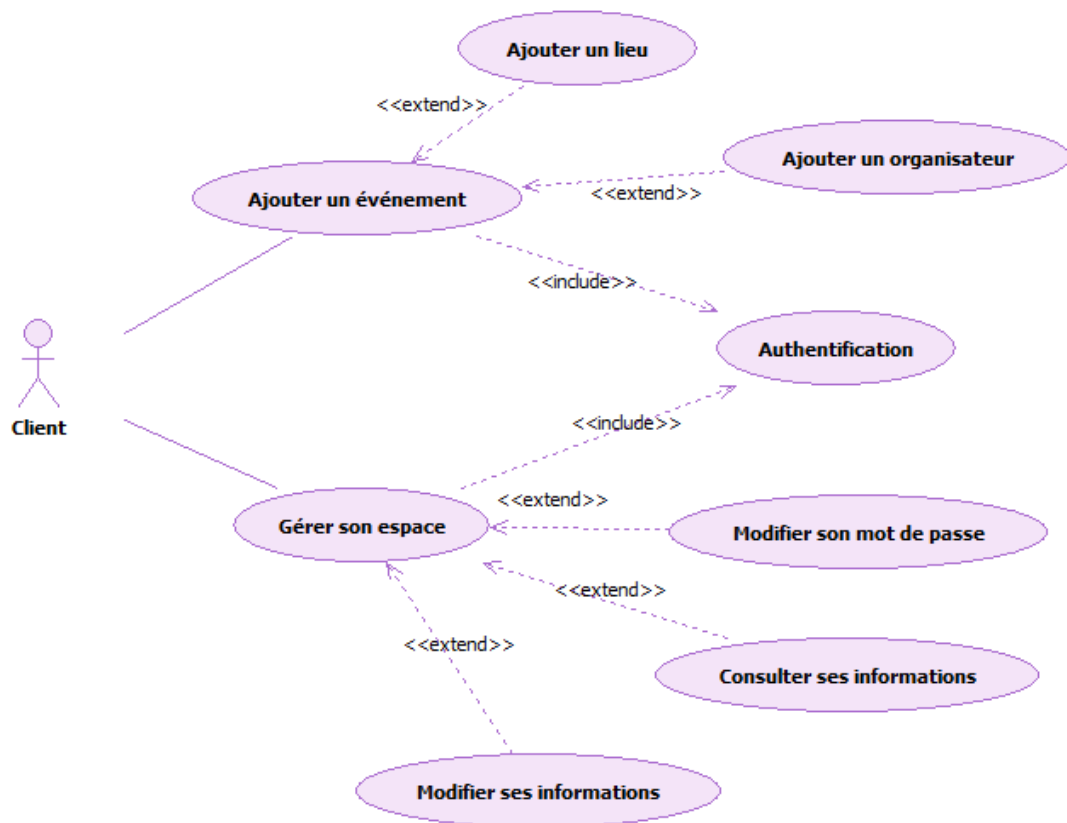 Ajouter un lieu
<<extend>>
Ajouter un organisateur
<<extend>>
Ajouter un événement
<<include>>
Authentification
<<include>>
Client
<<extend>>
Gérer son espace
Modifier son mot de passe
<<extend>>
<<extend>>
Consulter ses informations
Modifier ses informations